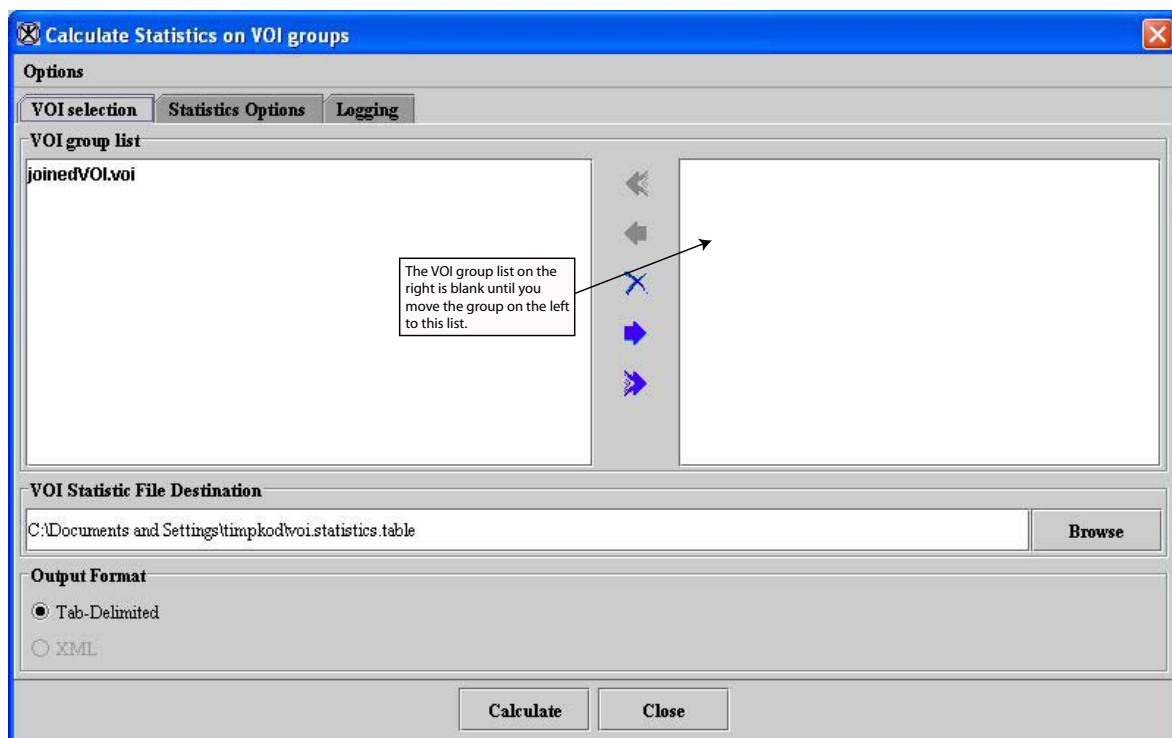 Calculate Statistics on VOI groups
Options
VOI selection Statistics Options Logging
VOI group list
joinedVOI.voi
The VOI group list on the
right is blank until you
move the group on the left
to this list.
VOI Statistic File Destination
C:\Documents and Settings\timpkod\voi.statistics.table Browse
Output Format
Tab-Delimited
XML
Calculate Close